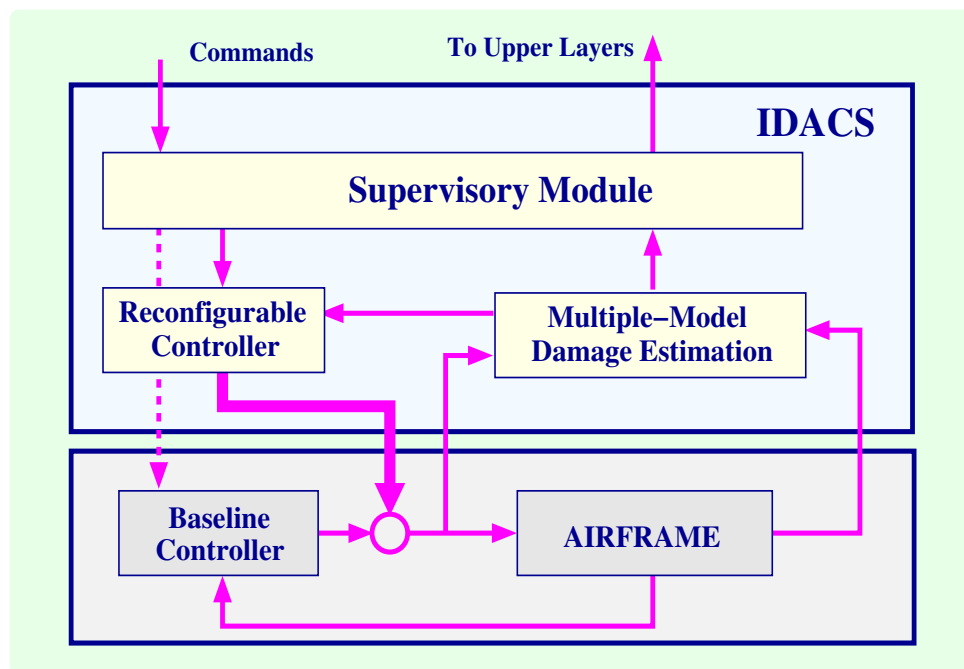 Commands
To Upper Layers
IDACS
Supervisory Module
Reconfigurable
Controller
Multiple−Model
Damage Estimation
Baseline
Controller
AIRFRAME